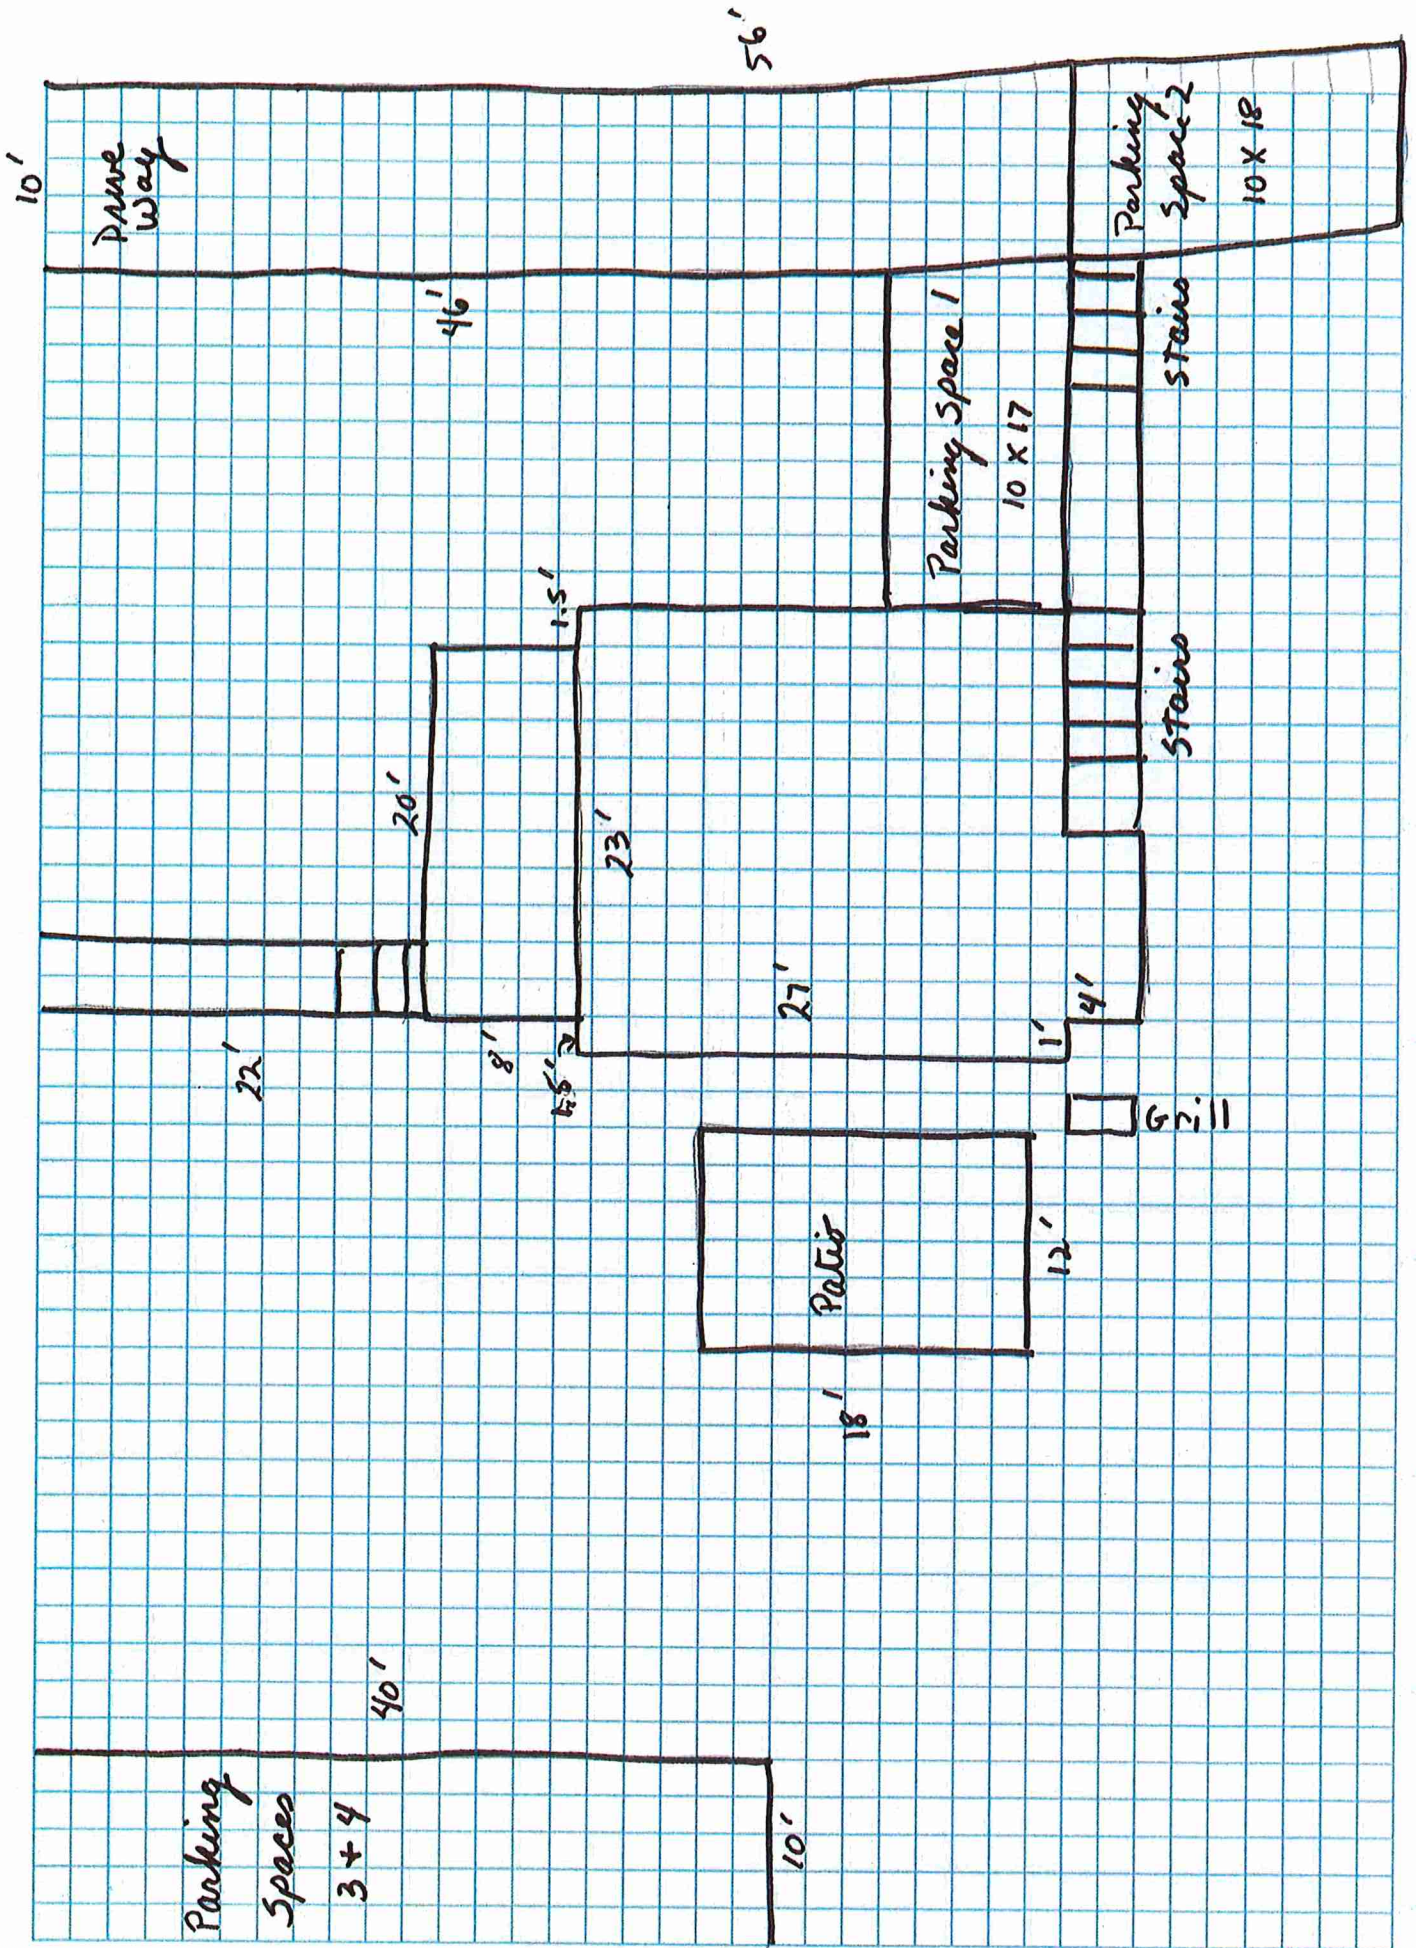 10'
56'
Drive
Way
46'
Parking
Space 2
10 X 18
Parking Space 1
10 X 17
Stairs
1.5'
20'
23'
Stairs
22'
8'
1.5'
27'
1'
4'
Grill
Patio
12'
18'
40'
Parking
Spaces
3 + 4
10'